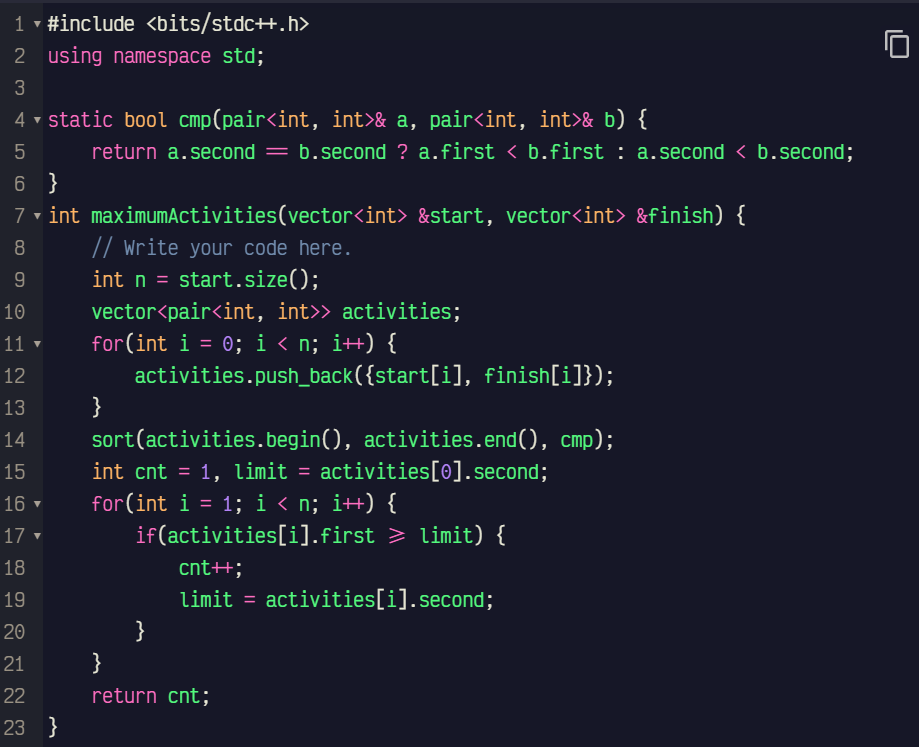 1 #include <bits/stdc++.h>
2 using namespace std;
3
4 static bool cmp(pair<int, int>& a, pair<int, int>& b) {
5     return a.second == b.second ? a.first < b.first : a.second < b.second;
6 }
7 int maximumActivities(vector<int> &start, vector<int> &finish) {
8     // Write your code here.
9     int n = start.size();
10     vector<pair<int, int>> activities;
11     for(int i = 0; i < n; i++) {
12         activities.push_back({start[i], finish[i]});
13     }
14     sort(activities.begin(), activities.end(), cmp);
15     int cnt = 1, limit = activities[0].second;
16     for(int i = 1; i < n; i++) {
17         if(activities[i].first >= limit) {
18             cnt++;
19             limit = activities[i].second;
20         }
21     }
22     return cnt;
23 }